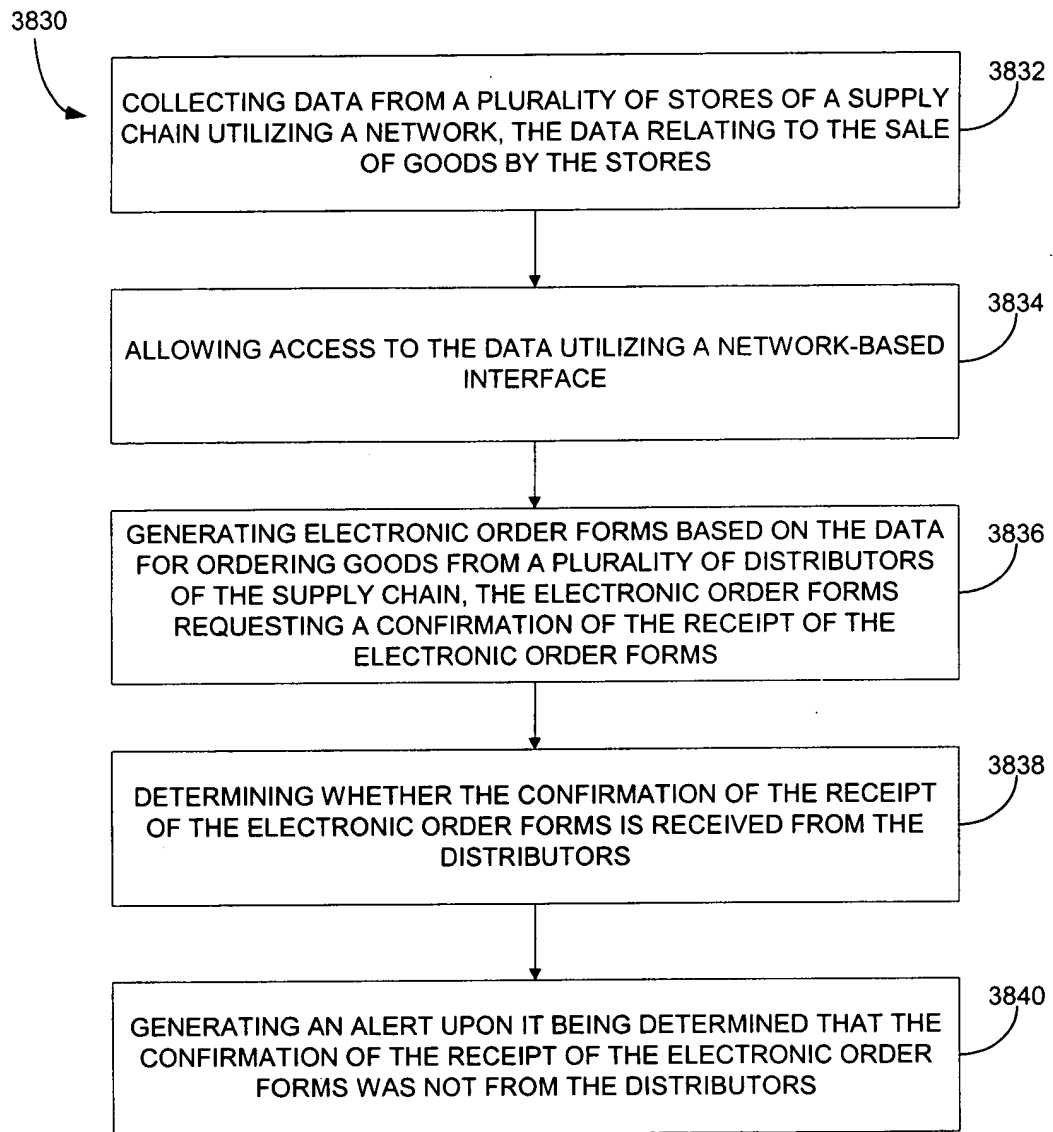 3830
3832
COLLECTING DATA FROM A PLURALITY OF STORES OF A SUPPLY
CHAIN UTILIZING A NETWORK, THE DATA RELATING TO THE SALE
OF GOODS BY THE STORES
3834
ALLOWING ACCESS TO THE DATA UTILIZING A NETWORK-BASED
INTERFACE
3836
GENERATING ELECTRONIC ORDER FORMS BASED ON THE DATA
FOR ORDERING GOODS FROM A PLURALITY OF DISTRIBUTORS
OF THE SUPPLY CHAIN, THE ELECTRONIC ORDER FORMS
REQUESTING A CONFIRMATION OF THE RECEIPT OF THE
ELECTRONIC ORDER FORMS
3838
DETERMINING WHETHER THE CONFIRMATION OF THE RECEIPT
OF THE ELECTRONIC ORDER FORMS IS RECEIVED FROM THE
DISTRIBUTORS
3840
GENERATING AN ALERT UPON IT BEING DETERMINED THAT THE
CONFIRMATION OF THE RECEIPT OF THE ELECTRONIC ORDER
FORMS WAS NOT FROM THE DISTRIBUTORS